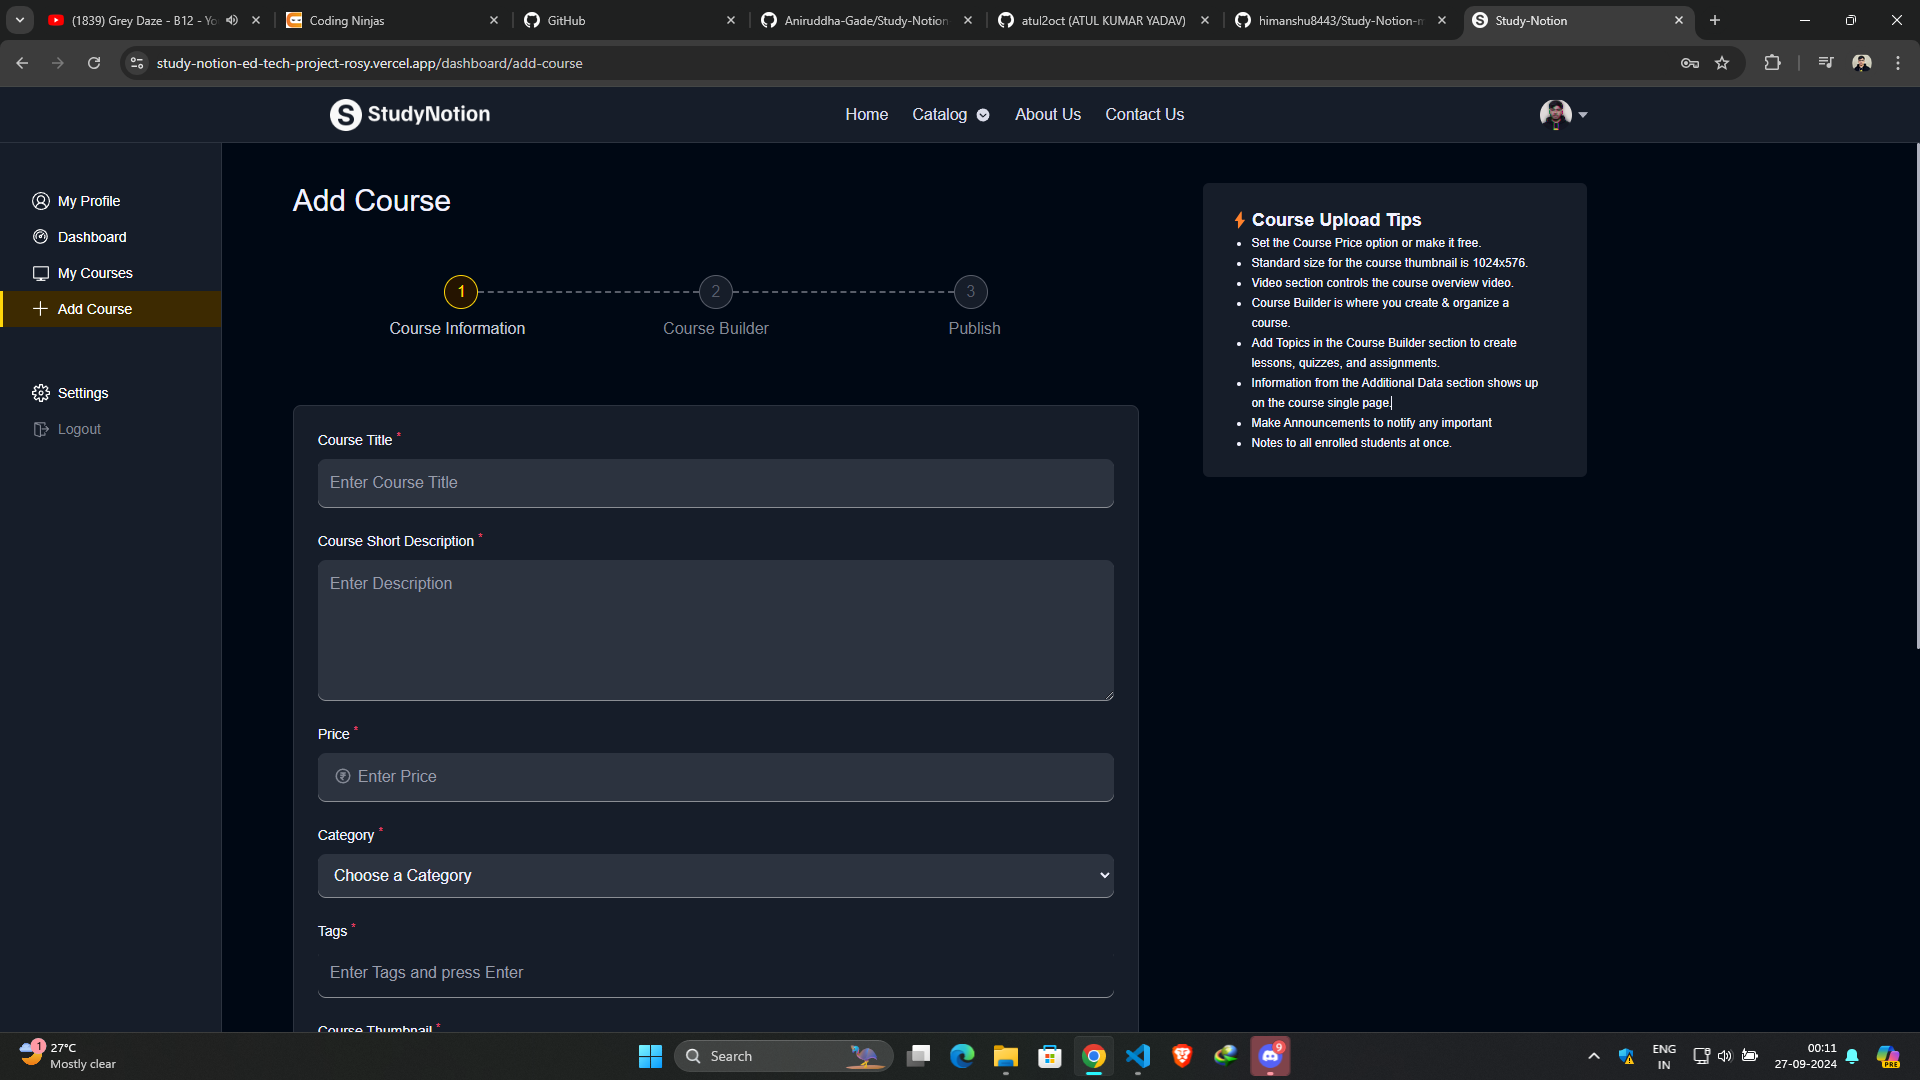 (1839) Grey Daze - B12 - Yo
Coding Ninjas
GitHub
Aniruddha-Gade/Study-Notion
atul2oct (ATUL KUMAR YADAV)
himanshu8443/Study-Notion-m
Study-Notion
study-notion-ed-tech-project-rosy.vercel.app/dashboard/add-course
S StudyNotion
Home
Catalog
About Us
Contact Us
My Profile
Dashboard
My Courses
Add Course
Settings
Logout
Add Course
1
2
3
Course Information
Course Builder
Publish
Course Title *
Enter Course Title
Course Short Description *
Enter Description
Price *
Enter Price
Category *
Choose a Category
Tags *
Enter Tags and press Enter
Course Thumbnail *
Course Upload Tips
Set the Course Price option or make it free.
Standard size for the course thumbnail is 1024x576.
Video section controls the course overview video.
Course Builder is where you create & organize a
course.
Add Topics in the Course Builder section to create
lessons, quizzes, and assignments.
Information from the Additional Data section shows up
on the course single page.
Make Announcements to notify any important
Notes to all enrolled students at once.
1
27°C
Mostly clear
Search
9
ENG
IN
00:11
27-09-2024
PRE